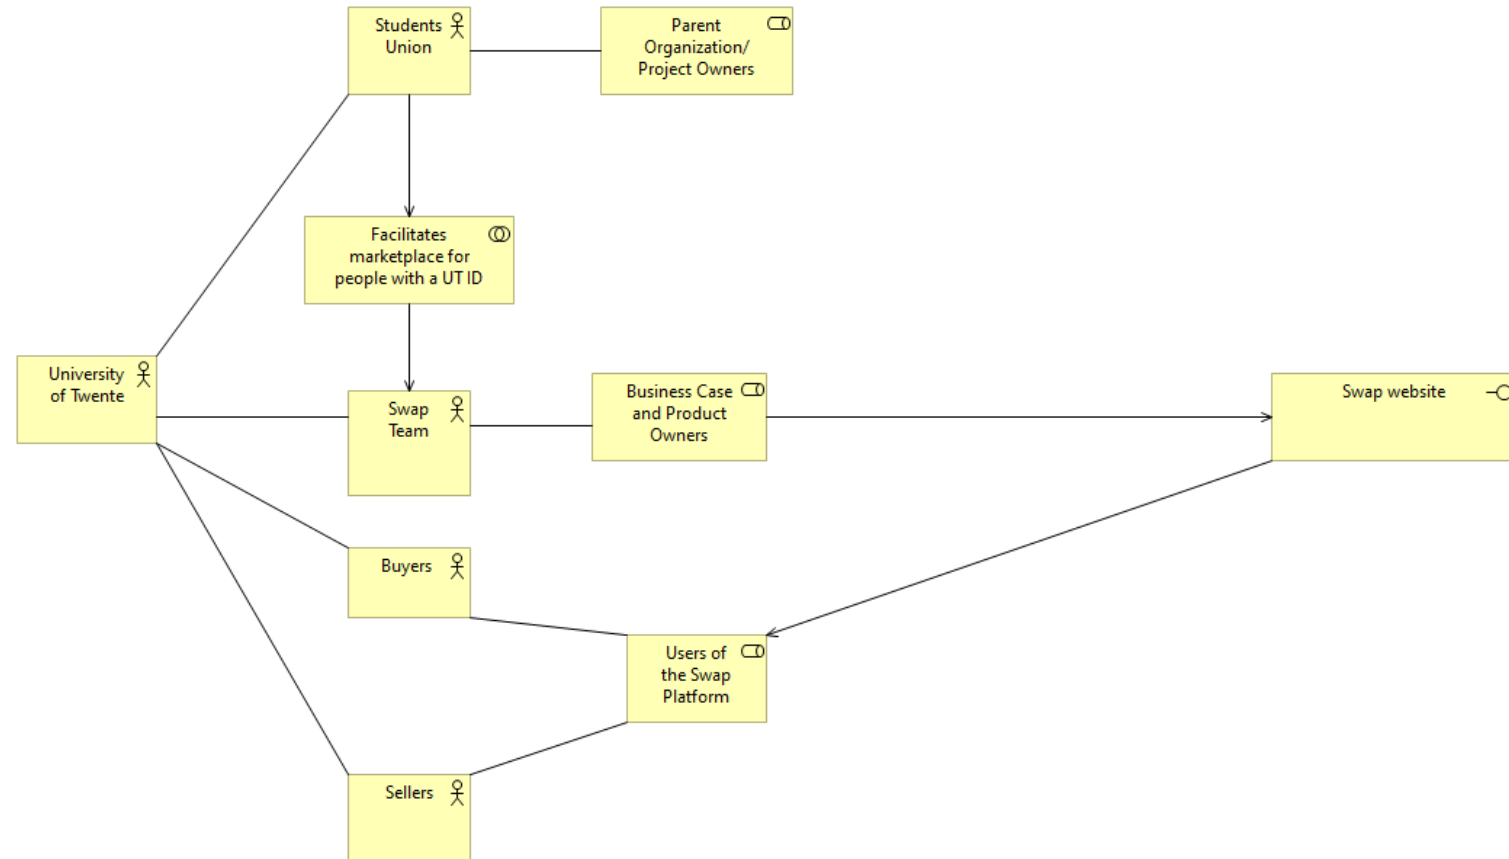 Students
Union
Parent
Organization/
Project Owners
Facilitates
marketplace for
people with a UT ID
University
of Twente
Swap
Team
Business Case
and Product
Owners
Swap website
Buyers
Users of
the Swap
Platform
Sellers